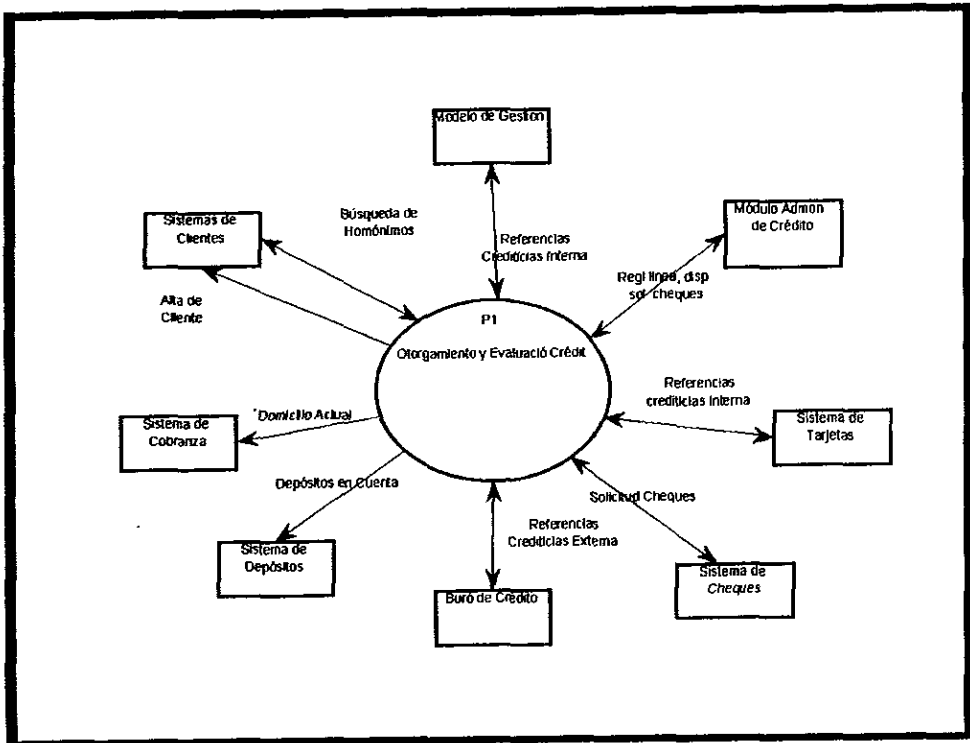 Modelo de Gestion
Sistemas de
Clientes
Búsqueda de
Homónimos
Referencias
Crediticias Interna
Módulo Admon
de Crédito
Regl línea, disp
sol cheques
Alta de
Cliente
P1
Otorgamiento y Evaluació Crédit
Referencias
crediticias Interna
Sistema de
Cobranza
Domicilio Actual
Sistema de
Tarjetas
Depósitos en Cuenta
Solicitud Cheques
Referencias
Crediticias Externa
Sistema de
Depósitos
Buró de Crédito
Sistema de
Cheques